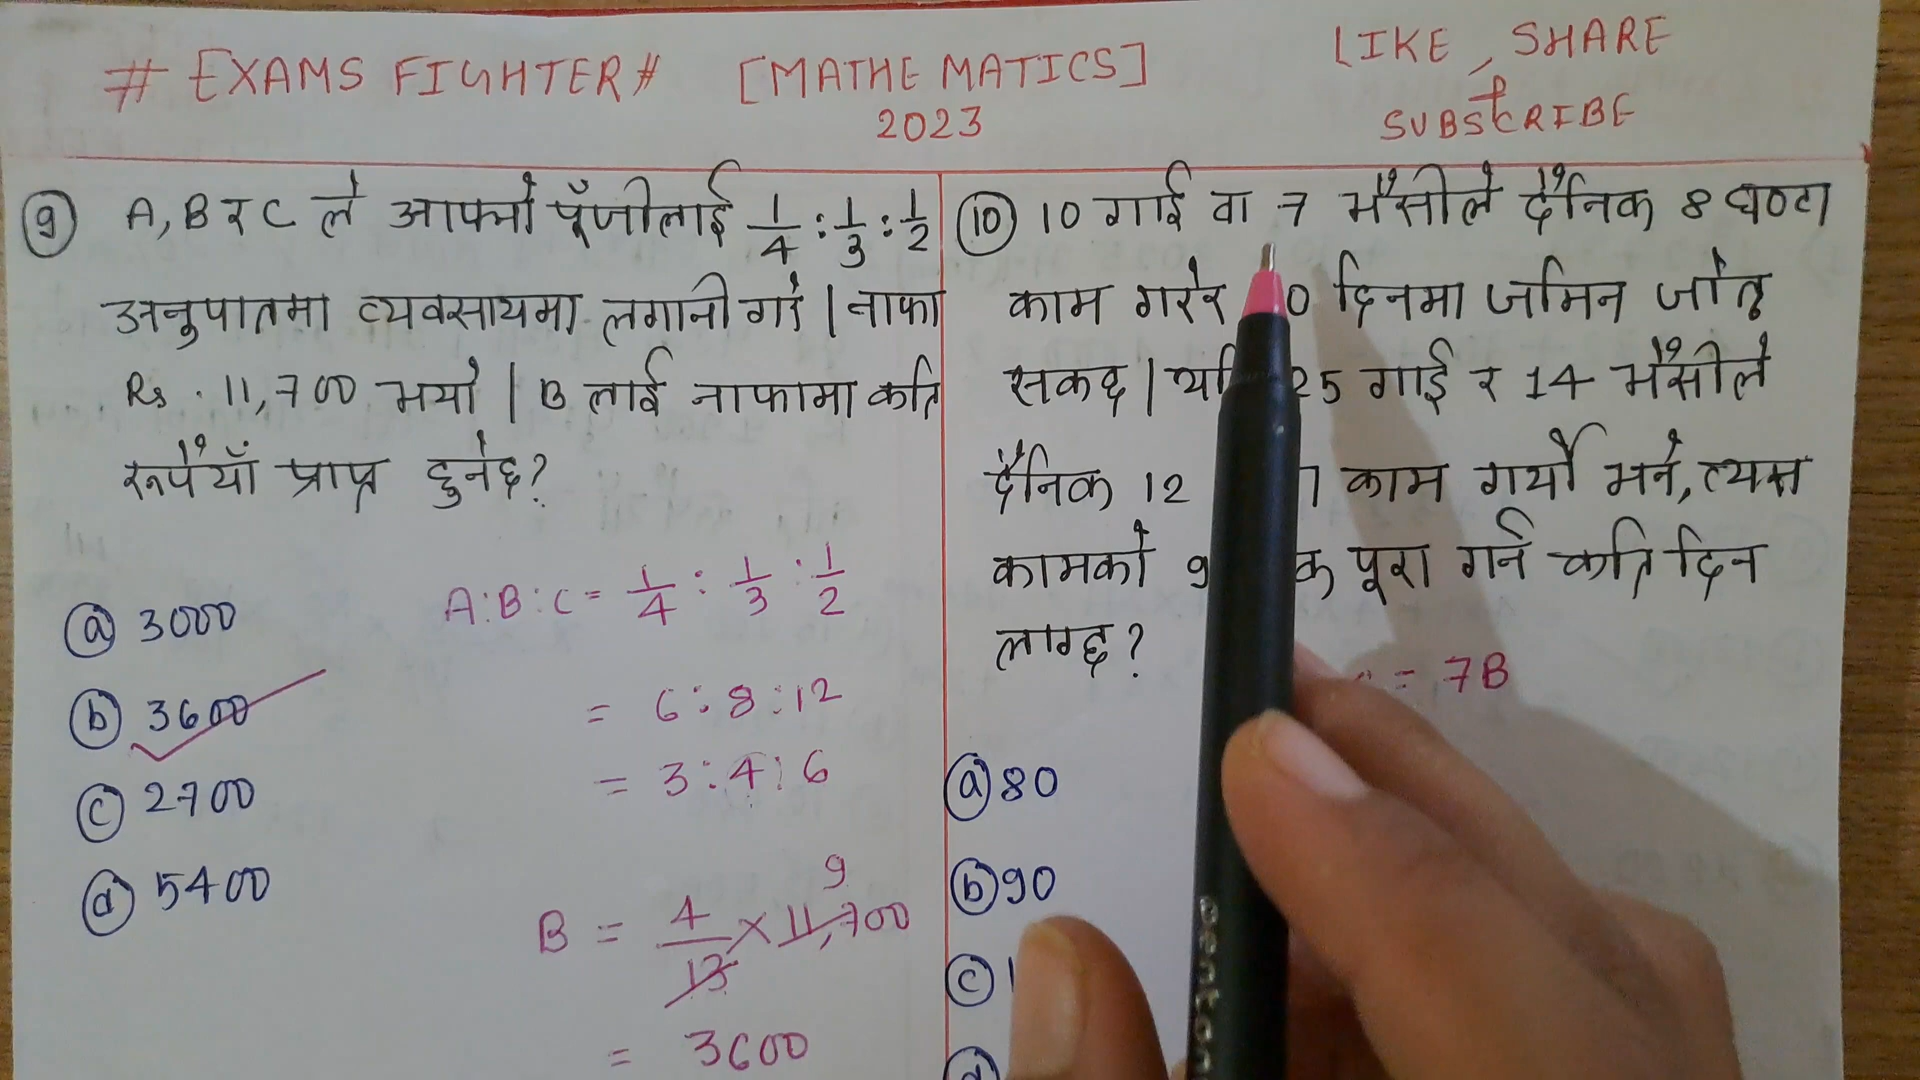 # EXAMS FIGHTER # [MATHEMATICS]
2023
LIKE, SHARE
&
SUBSCRIBE
9 A, B र C ले आफ्नो पूँजीलाई 1/4 : 1/3 : 1/2
अनुपातमा व्यवसायमा लगानी गरे | नाफा
Rs. 11,700 भयो | B लाई नाफामा कति
रूपैयाँ प्राप्त हुनेछ?
a 3000
b 3600
c 2700
d 5400
A:B:C = 1/4 : 1/3 : 1/2
= 6:8:12
= 3:4:6
B = 4/13 × 11,700
9
= 3600
10 10 गाई वा 7 भैंसीले दैनिक 8 घण्टा
काम गरेर दिनमा जमिन जोत्न
सकछ | 25 गाई र 14 भैंसीले
दैनिक 12 काम गर्यो भने, त्यस
कामको पूरा गर्न कति दिन
लाग्छ?
= 7B
a 80
b 90
c
d
pentonic